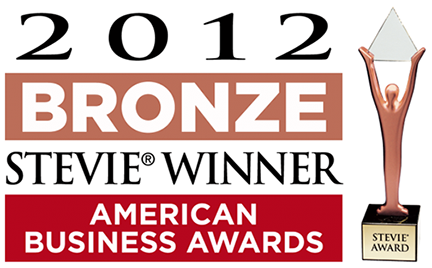 2012
BRONZE
STEVIE® WINNER
AMERICAN
BUSINESS AWARDS
STEVIE®
AWARD